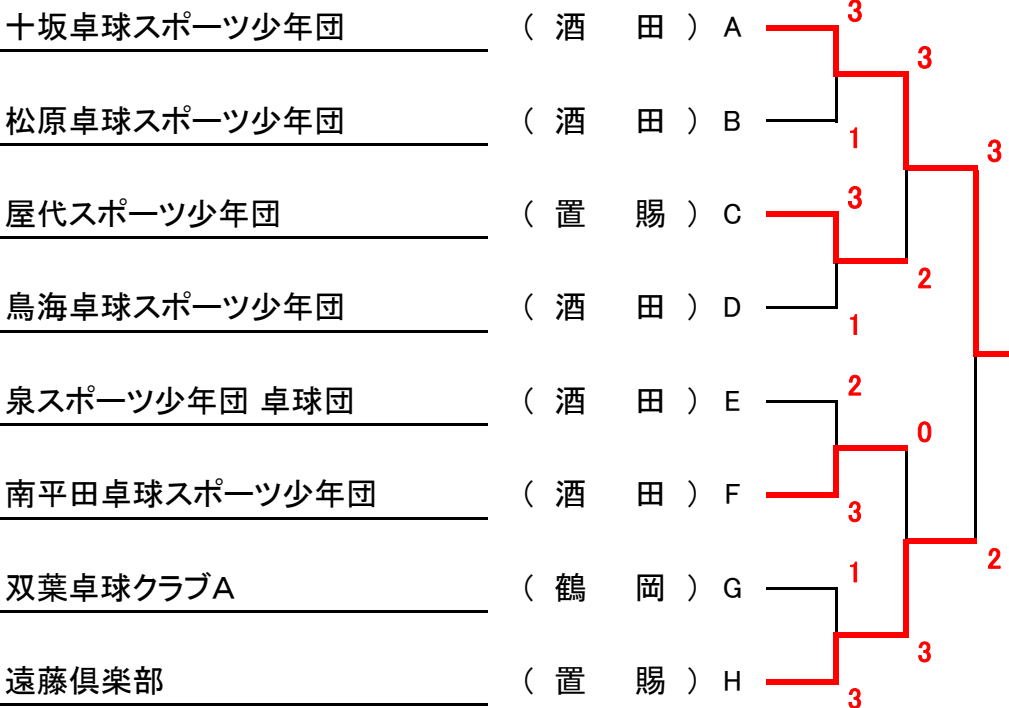 十坂卓球スポーツ少年団 （ 酒 田 ） A 3
3
松原卓球スポーツ少年団 （ 酒 田 ） B 1
3
屋代スポーツ少年団 （ 置 賜 ） C 3
2
鳥海卓球スポーツ少年団 （ 酒 田 ） D 1
泉スポーツ少年団 卓球団 （ 酒 田 ） E 2
0
南平田卓球スポーツ少年団 （ 酒 田 ） F 3
2
双葉卓球クラブA （ 鶴 岡 ） G 1
3
遠藤倶楽部 （ 置 賜 ） H 3